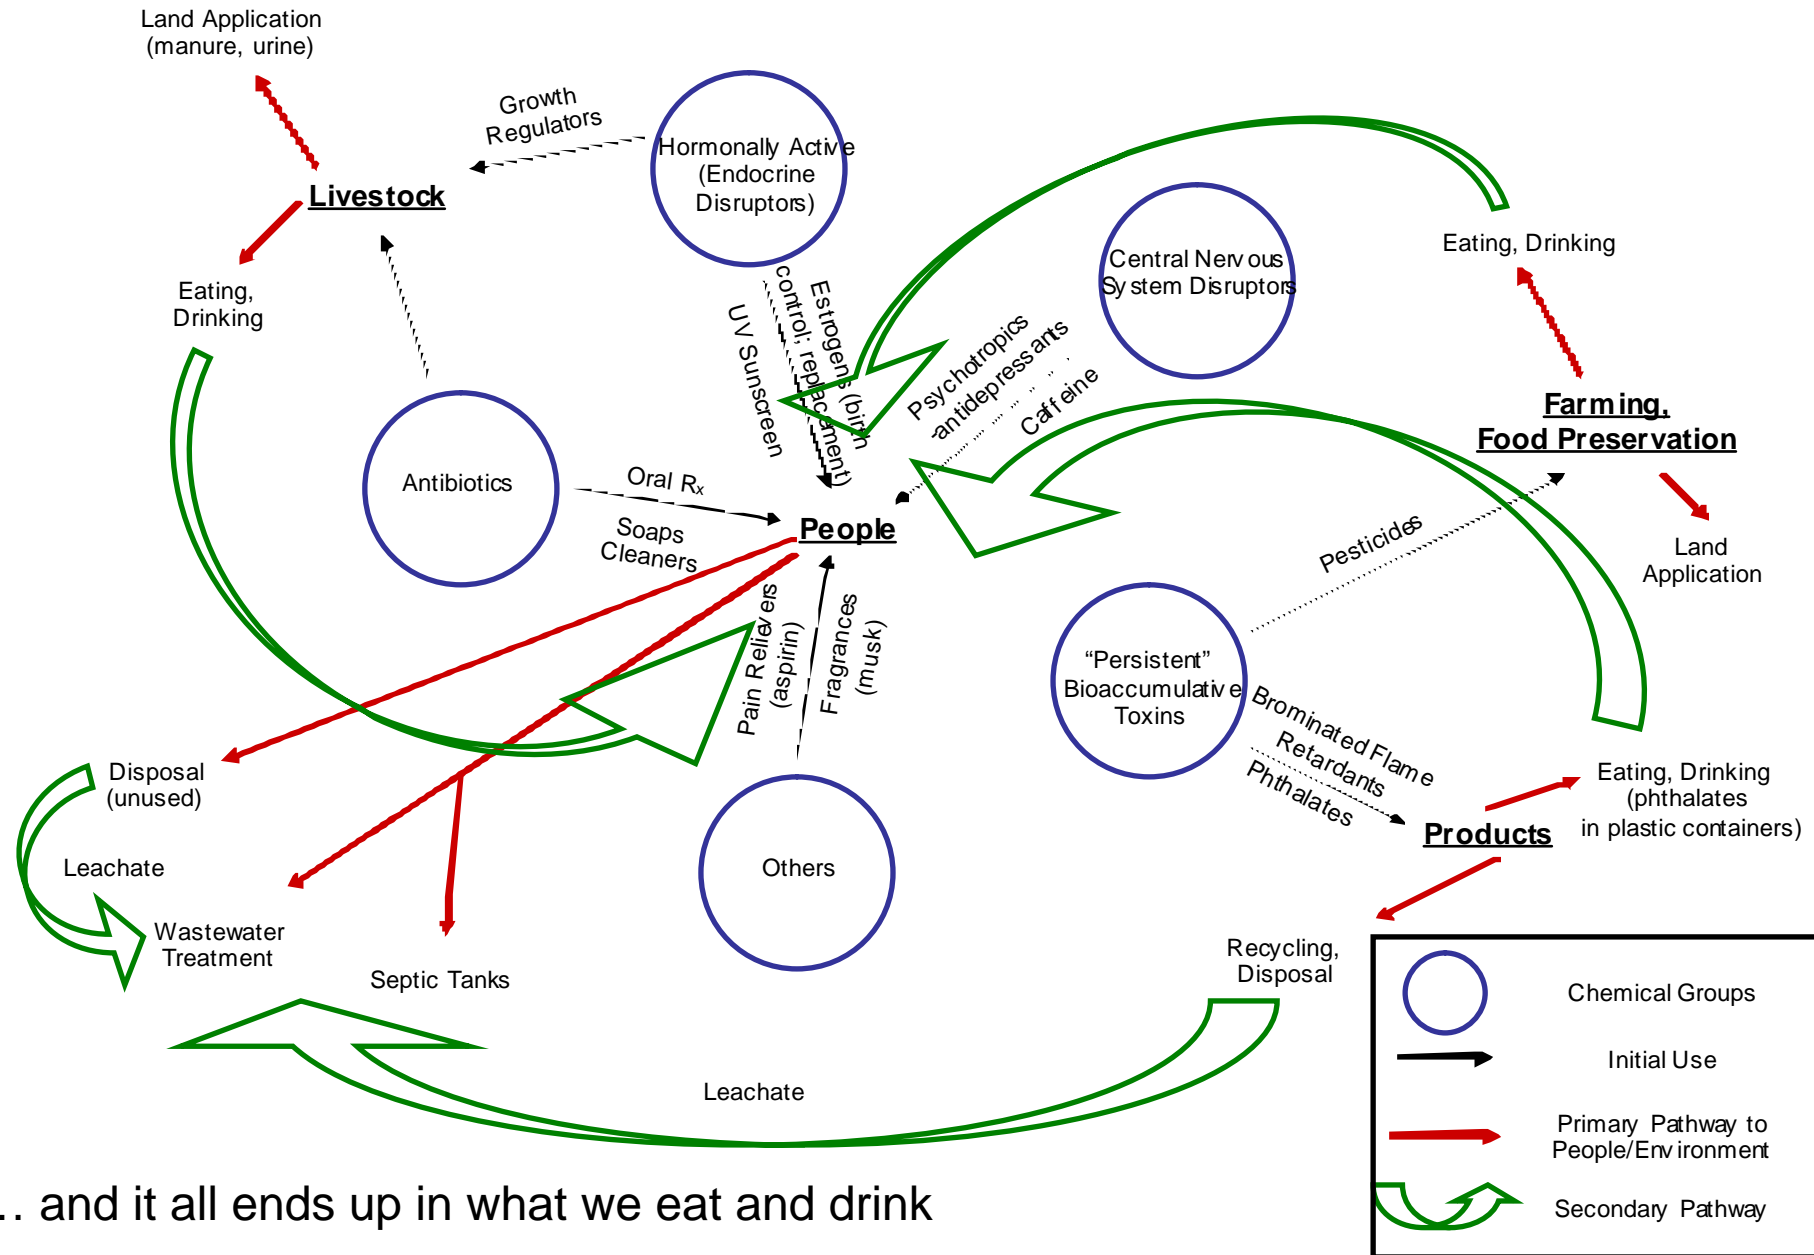 Land Application
(manure, urine)
Growth
Regulators
Hormonally Active
(Endocrine
Disruptors)
Livestock
Eating,
Drinking
Central Nervous
System Disruptors
Eating, Drinking
Estrogens (birth
control; replacement)
UV Sunscreen
Psychotropics
-antidepressants
Caffeine
Farming,
Food Preservation
Antibiotics
Oral Rx
Soaps
Cleaners
People
Pesticides
Land
Application
Pain Relievers
(aspirin)
Fragrances
(musk)
“Persistent”
Bioaccumulative
Toxins
Brominated Flame
Retardants
Phthalates
Disposal
(unused)
Eating, Drinking
(phthalates
in plastic containers)
Products
Leachate
Others
Wastewater
Treatment
Septic Tanks
Recycling,
Disposal
Chemical Groups
Initial Use
Leachate
Primary Pathway to
People/Environment
Secondary Pathway
.. and it all ends up in what we eat and drink